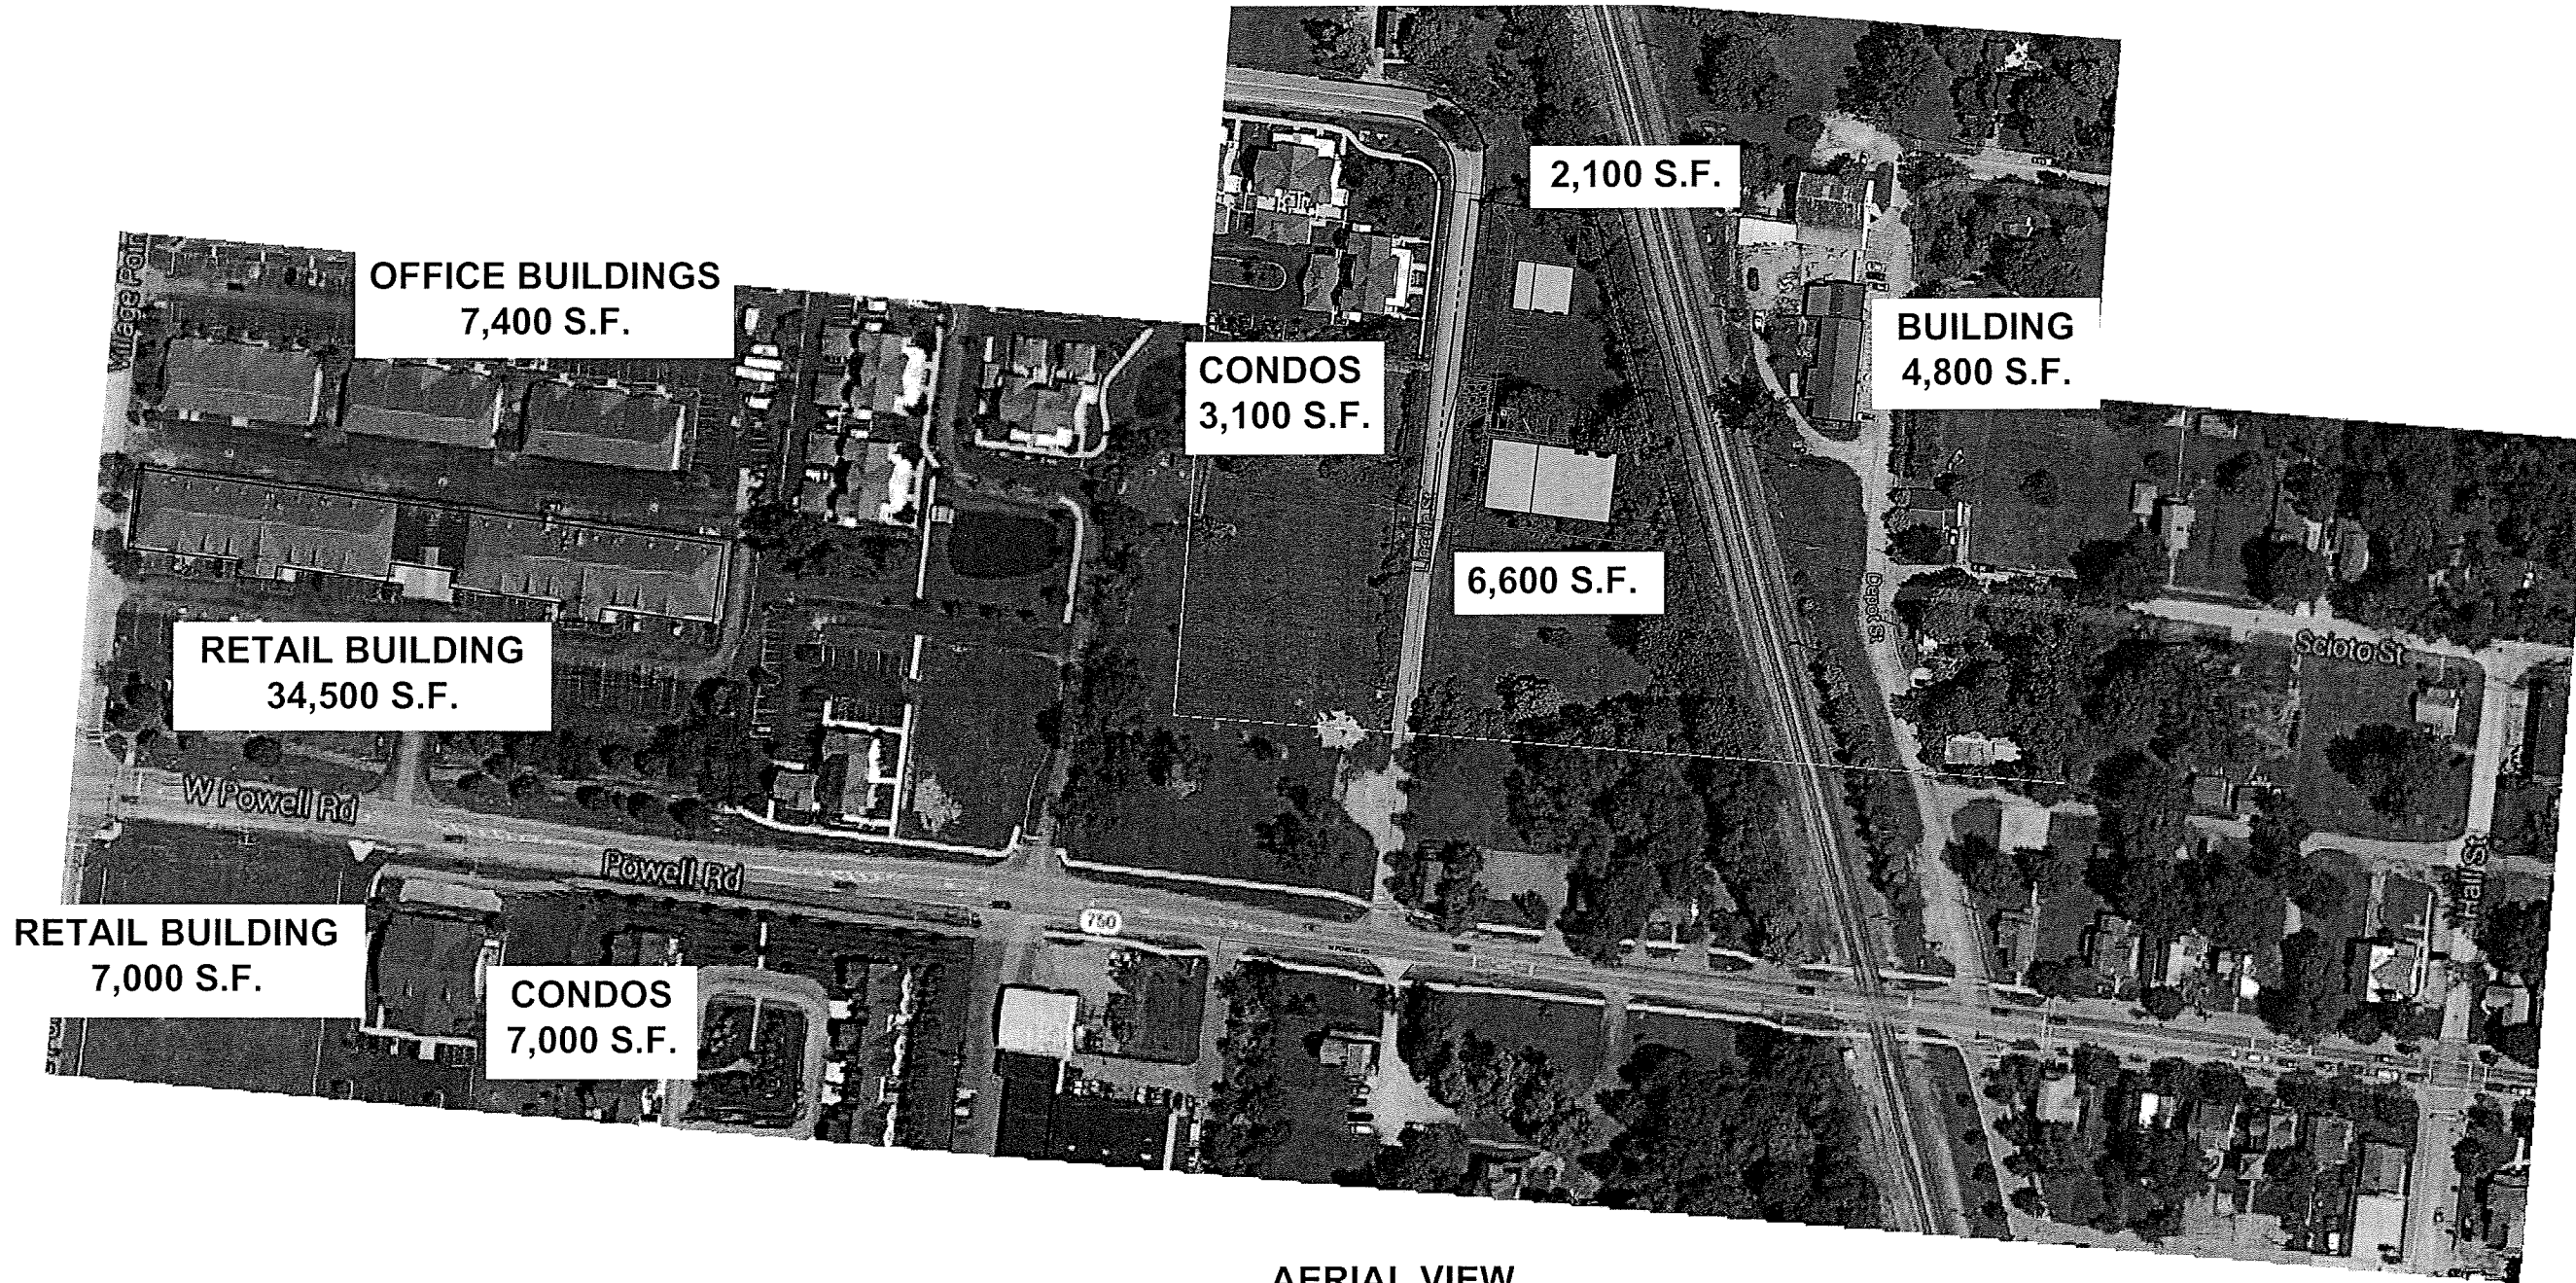 2,100 S.F.
OFFICE BUILDINGS
7,400 S.F.
BUILDING
4,800 S.F.
CONDOS
3,100 S.F.
6,600 S.F.
Depot St
Scioto St
RETAIL BUILDING
34,500 S.F.
W Powell Rd
Powell Rd
Hall St
750
RETAIL BUILDING
7,000 S.F.
CONDOS
7,000 S.F.
AERIAL VIEW